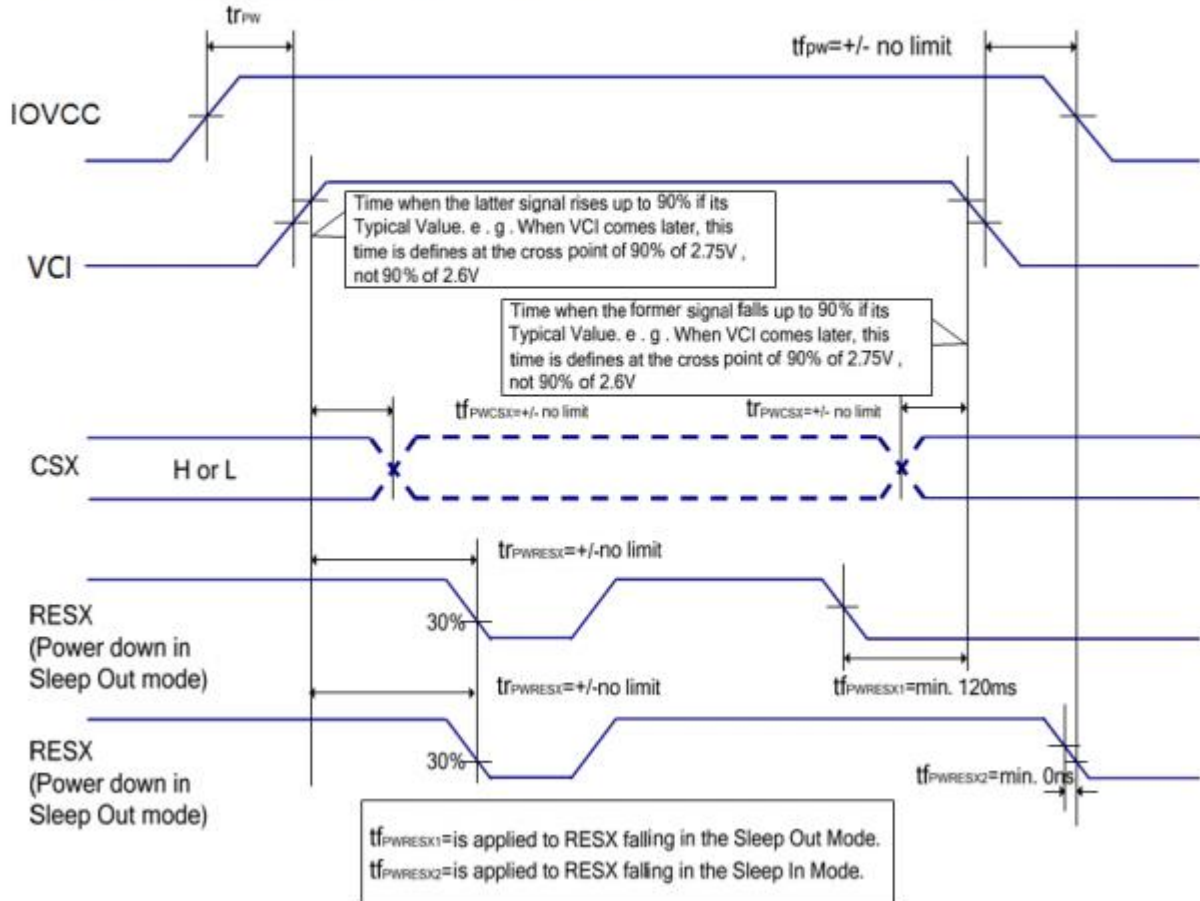 trPW
tfpw=+/- no limit
IOVCC
Time when the latter signal rises up to 90% if its
Typical Value. e . g . When VCI comes later, this
time is defines at the cross point of 90% of 2.75V ,
not 90% of 2.6V
VCI
Time when the former signal falls up to 90% if its
Typical Value. e . g . When VCI comes later, this
time is defines at the cross point of 90% of 2.75V ,
not 90% of 2.6V
tfPWCSX=+/- no limit
trPWCSX=+/- no limit
CSX
H or L
trPWRESX=+/-no limit
RESX
(Power down in
Sleep Out mode)
30%
trPWRESX=+/-no limit
tfPWRESX1=min. 120ms
RESX
(Power down in
Sleep Out mode)
30%
tfPWRESX2=min. 0ns
tfPWRESX1=is applied to RESX falling in the Sleep Out Mode.
tfPWRESX2=is applied to RESX falling in the Sleep In Mode.